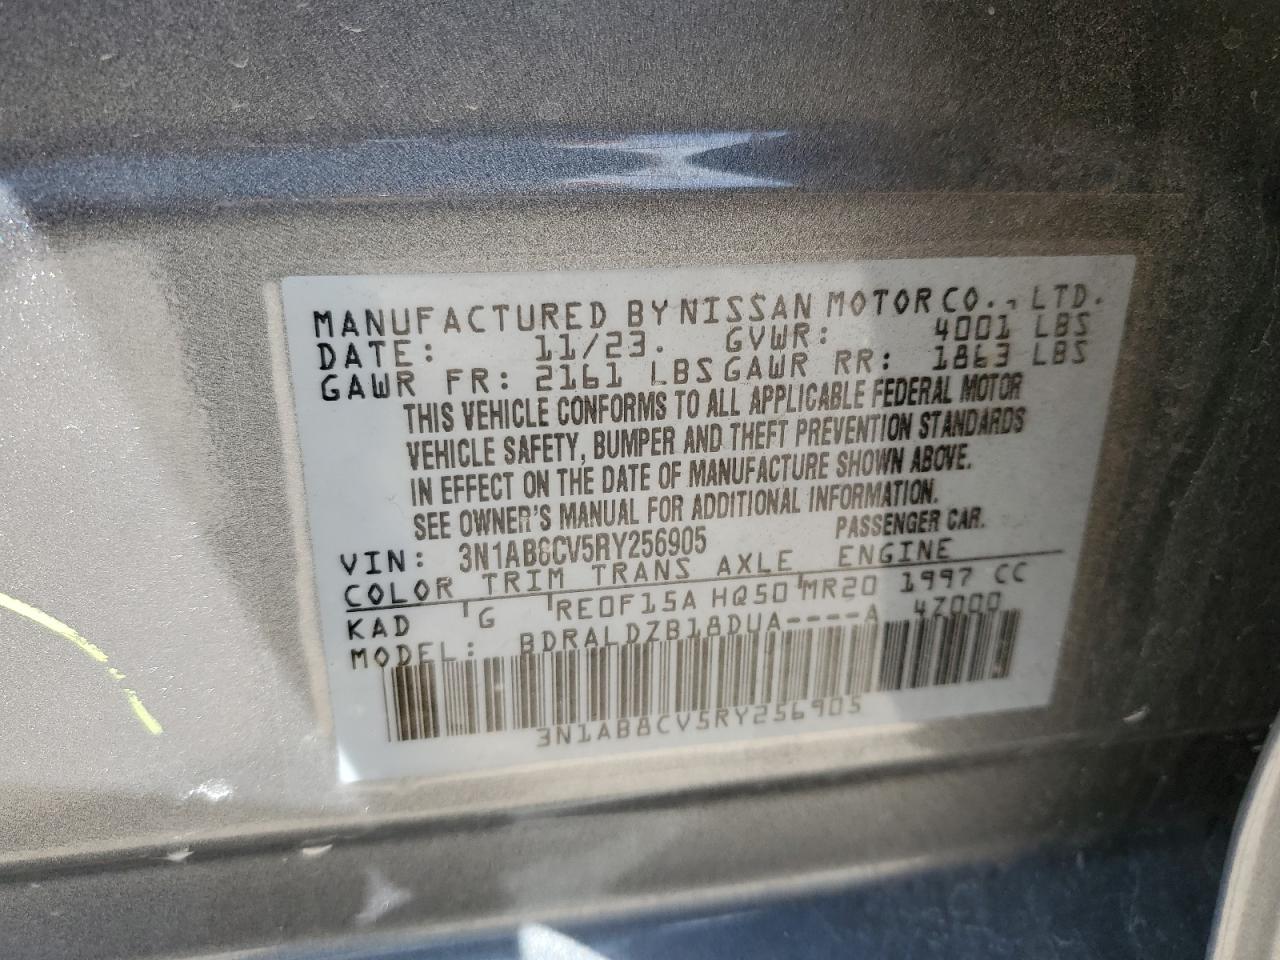 MANUFACTURED BY NISSAN MOTOR CO., LTD.
DATE: 11/23. GVWR: 4001 LBS
GAWR FR: 2161 LBS GAWR RR: 1863 LBS
THIS VEHICLE CONFORMS TO ALL APPLICABLE FEDERAL MOTOR
VEHICLE SAFETY, BUMPER AND THEFT PREVENTION STANDARDS
IN EFFECT ON THE DATE OF MANUFACTURE SHOWN ABOVE.
SEE OWNER'S MANUAL FOR ADDITIONAL INFORMATION.
VIN: 3N1AB8CV5RY256905 PASSENGER CAR.
COLOR TRIM TRANS AXLE ENGINE
KAD G RE0F15A HQ50 MR20 1997 CC
MODEL: BDRALDZB18DUA----A 4Z000
3N1AB8CV5RY256905